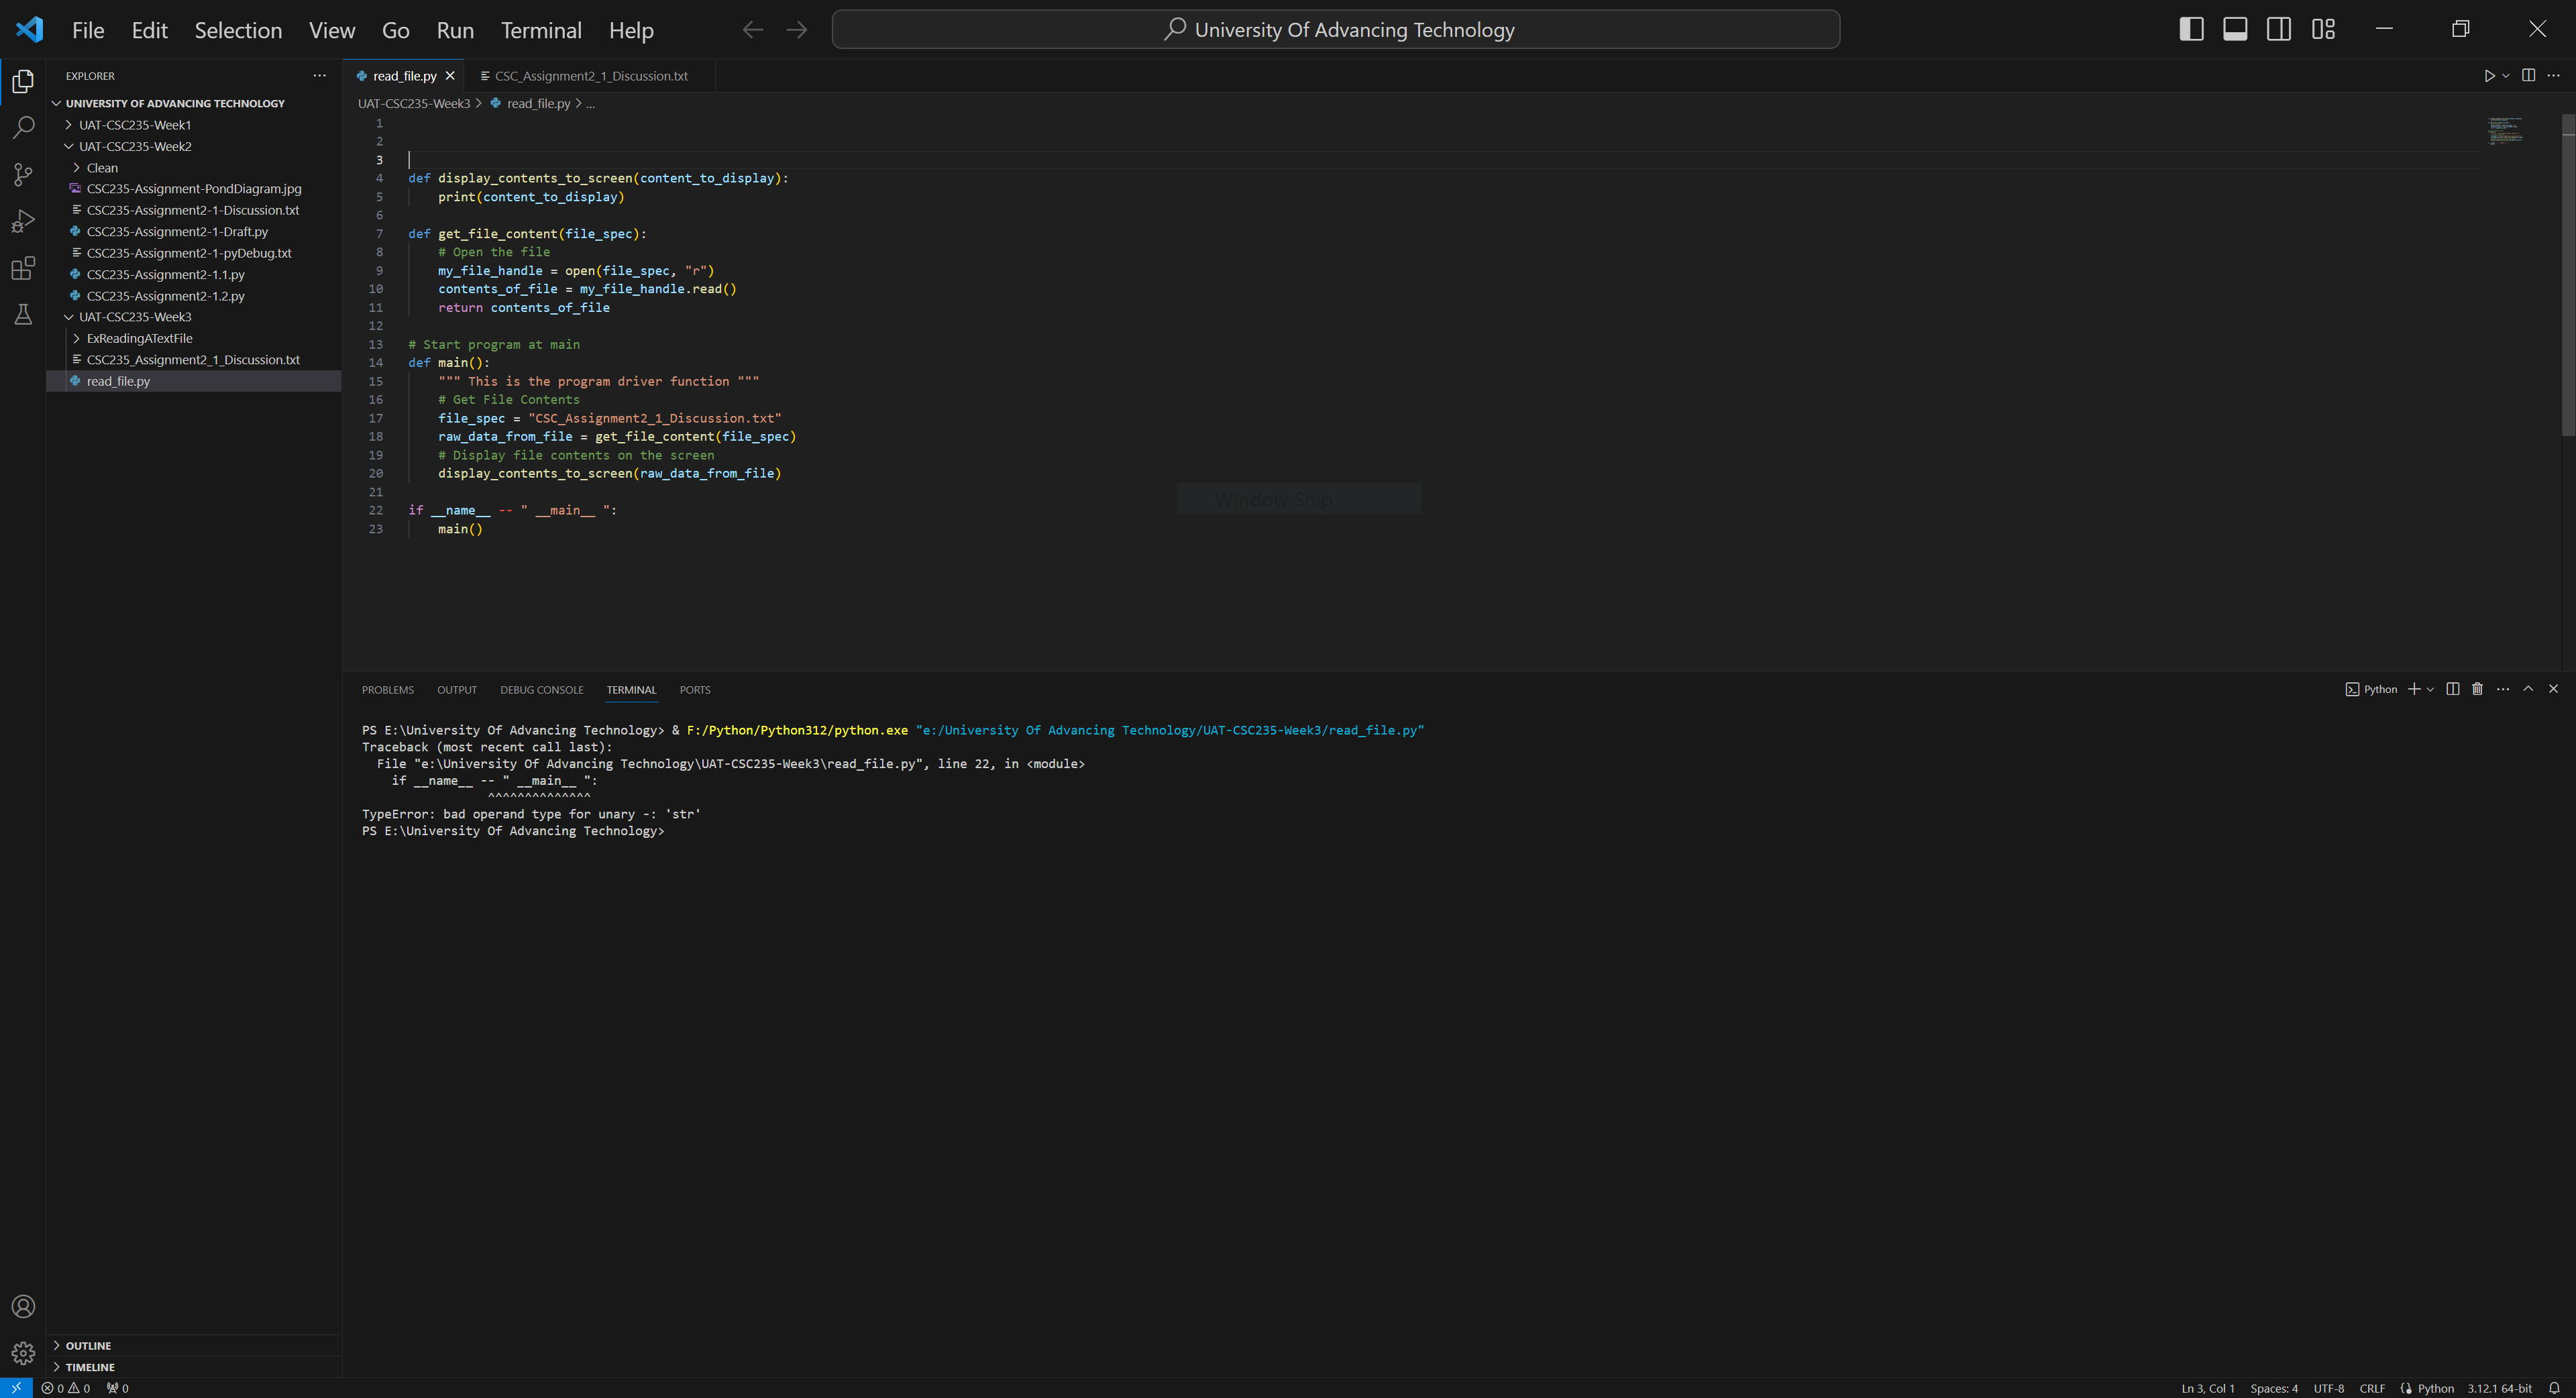 File Edit Selection View Go Run Terminal Help
University Of Advancing Technology
EXPLORER
UNIVERSITY OF ADVANCING TECHNOLOGY
UAT-CSC235-Week1
UAT-CSC235-Week2
Clean
CSC235-Assignment-PondDiagram.jpg
CSC235-Assignment2-1-Discussion.txt
CSC235-Assignment2-1-Draft.py
CSC235-Assignment2-1-pyDebug.txt
CSC235-Assignment2-1.1.py
CSC235-Assignment2-1.2.py
UAT-CSC235-Week3
ExReadingATextFile
CSC235_Assignment2_1_Discussion.txt
read_file.py
OUTLINE
TIMELINE
read_file.py CSC_Assignment2_1_Discussion.txt
UAT-CSC235-Week3 > read_file.py > ...
1
2
3
4 def display_contents_to_screen(content_to_display):
5 print(content_to_display)
6
7 def get_file_content(file_spec):
8 # Open the file
9 my_file_handle = open(file_spec, "r")
10 contents_of_file = my_file_handle.read()
11 return contents_of_file
12
13 # Start program at main
14 def main():
15 """ This is the program driver function """
16 # Get File Contents
17 file_spec = "CSC_Assignment2_1_Discussion.txt"
18 raw_data_from_file = get_file_content(file_spec)
19 # Display file contents on the screen
20 display_contents_to_screen(raw_data_from_file)
21
22 if __name__ -- " __main__ ":
23 main()
Window Snip
PROBLEMS OUTPUT DEBUG CONSOLE TERMINAL PORTS
Python
PS E:\University Of Advancing Technology> & F:/Python/Python312/python.exe "e:/University Of Advancing Technology/UAT-CSC235-Week3/read_file.py"
Traceback (most recent call last):
File "e:\University Of Advancing Technology\UAT-CSC235-Week3\read_file.py", line 22, in <module>
if __name__ -- " __main__ ":
^^^^^^^^^^^^^^
TypeError: bad operand type for unary -: 'str'
PS E:\University Of Advancing Technology>
0 0 0
Ln 3, Col 1 Spaces: 4 UTF-8 CRLF Python 3.12.1 64-bit